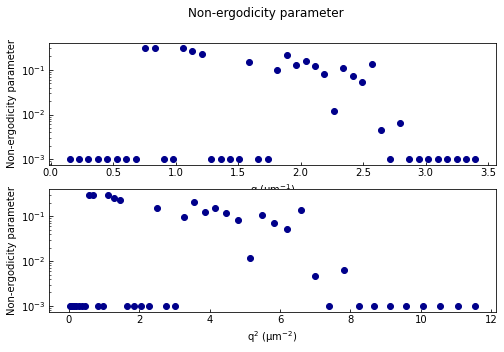 Non-ergodicity parameter
Non-ergodicity parameter
10⁻¹
10⁻²
10⁻³
0.0 0.5 1.0 1.5 2.0 2.5 3.0 3.5
q (μm⁻¹)
Non-ergodicity parameter
10⁻¹
10⁻²
10⁻³
0 2 4 6 8 10 12
q² (μm⁻²)